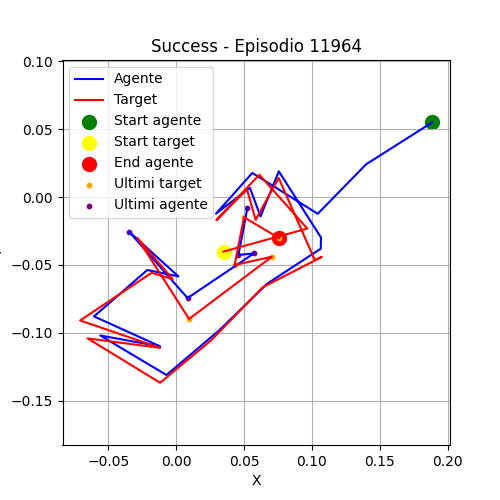 Success - Episodio 11964
Agente
Target
Start agente
Start target
End agente
Ultimi target
Ultimi agente
0.10
0.05
0.00
−0.05
−0.10
−0.15
−0.05 0.00 0.05 0.10 0.15 0.20
X